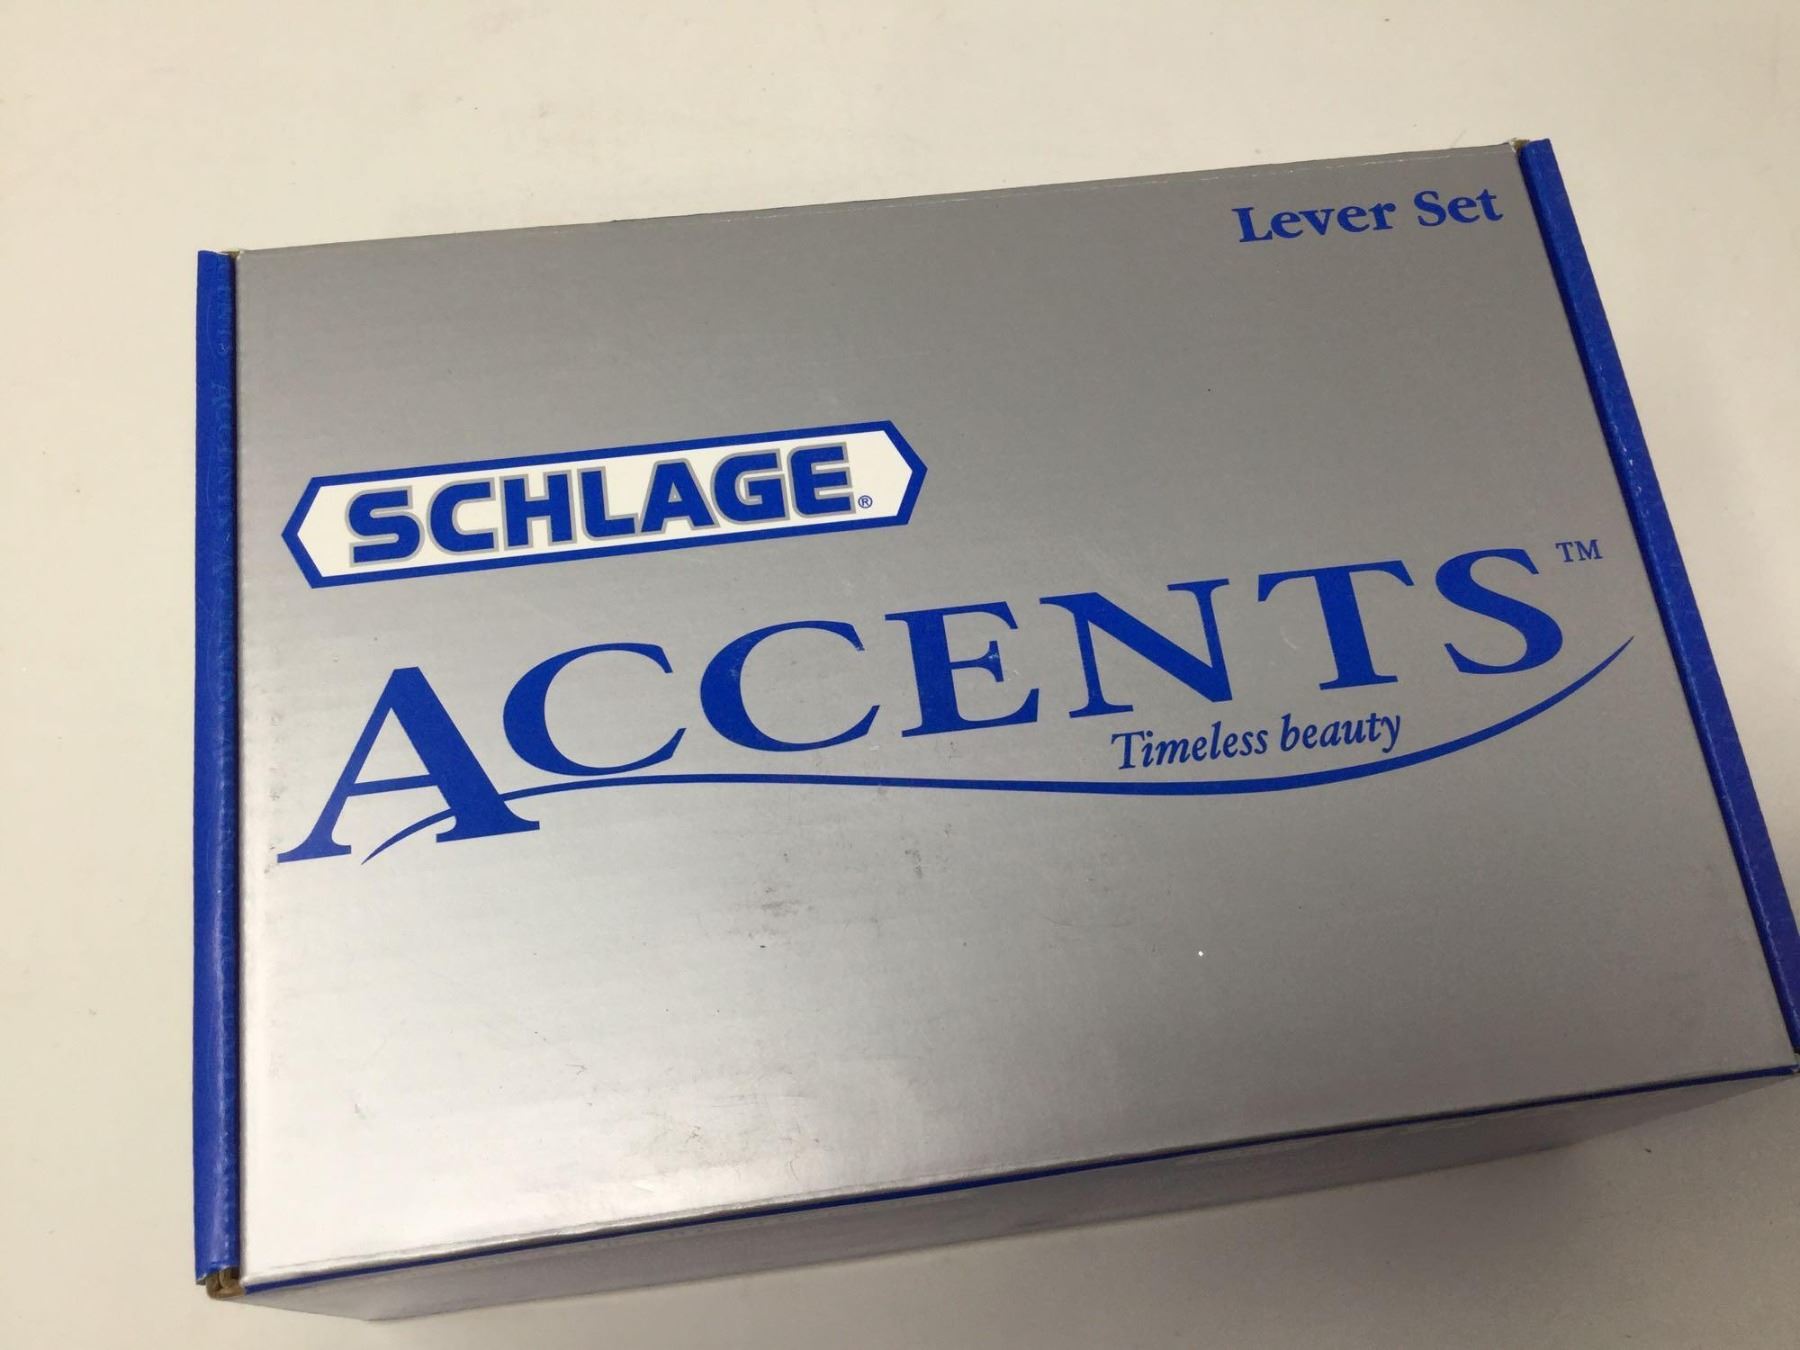 Lever Set
SCHLAGE®
ACCENTS™
Timeless beauty